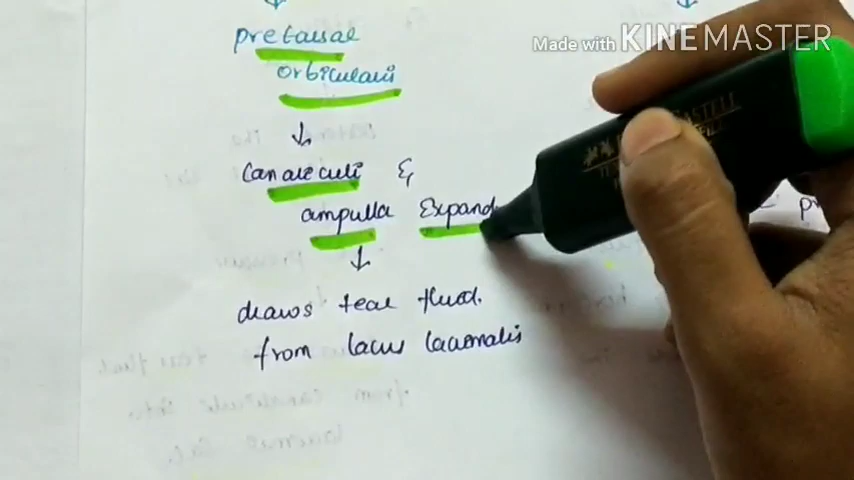 Made with KINEMASTER
pretarsal
orbicularis
↓
Canaliculi &
ampulla Expand
↓
draws tear fluid.
from lacus lacrimalis